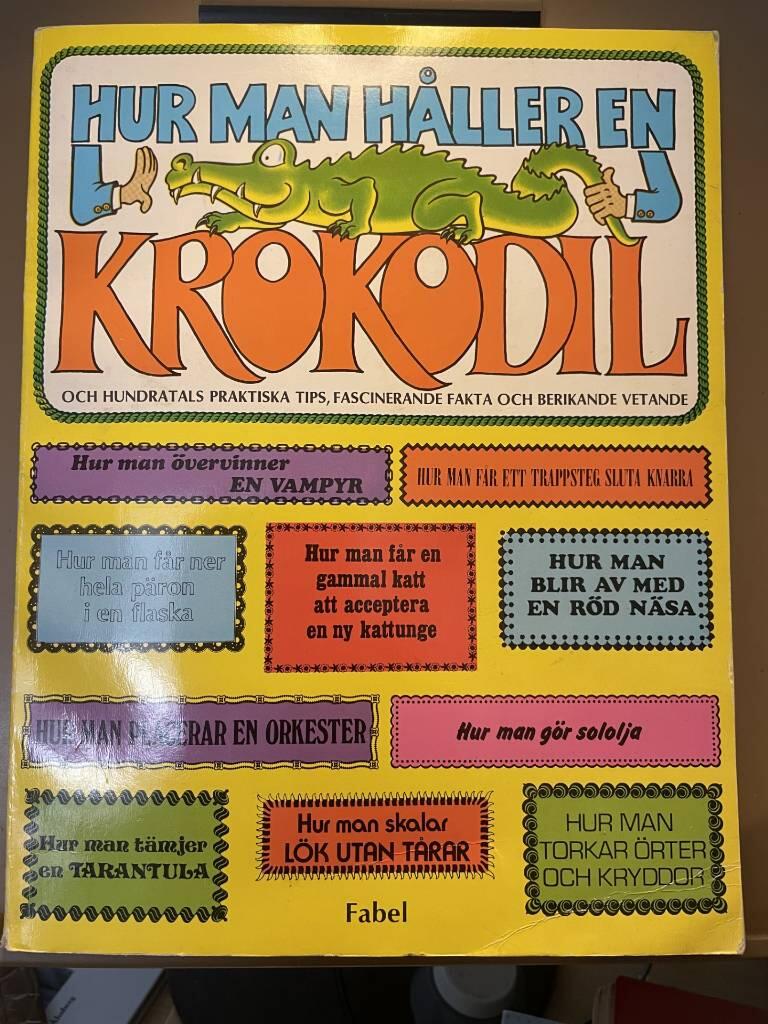 HUR MAN HÅLLER EN
KROKODIL
OCH HUNDRATALS PRAKTISKA TIPS, FASCINERANDE FAKTA OCH BERIKANDE VETANDE
Hur man övervinner
EN VAMPYR
HUR MAN FÅR ETT TRAPPSTEG SLUTA KNARRA
Hur man får ner
hela päron
i en flaska
Hur man får en
gammal katt
att acceptera
en ny kattunge
HUR MAN
BLIR AV MED
EN RÖD NÄSA
HUR MAN PLACERAR EN ORKESTER
Hur man gör sololja
Hur man tämjer
en TARANTULA
Hur man skalar
LÖK UTAN TÅRAR
HUR MAN
TORKAR ÖRTER
OCH KRYDDOR
Fabel